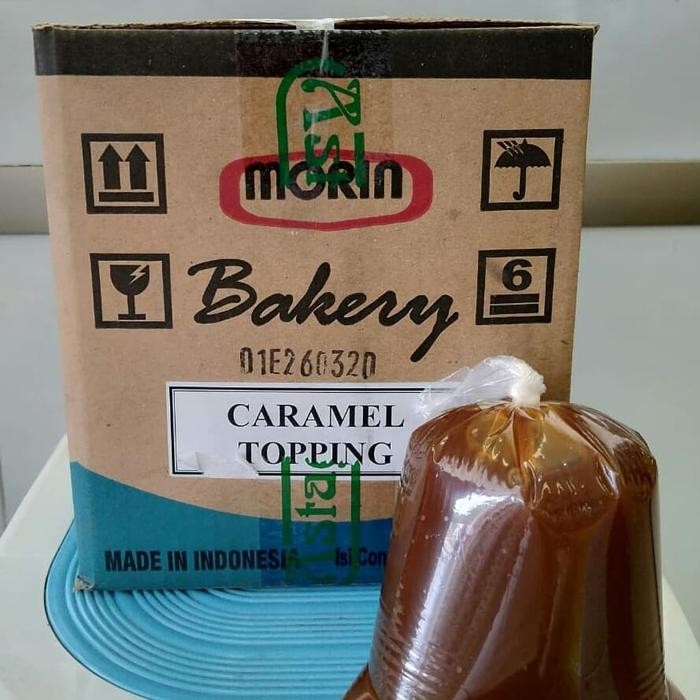 morin
Bakery
6
01E260320
CARAMEL
TOPPING
MADE IN INDONESIA